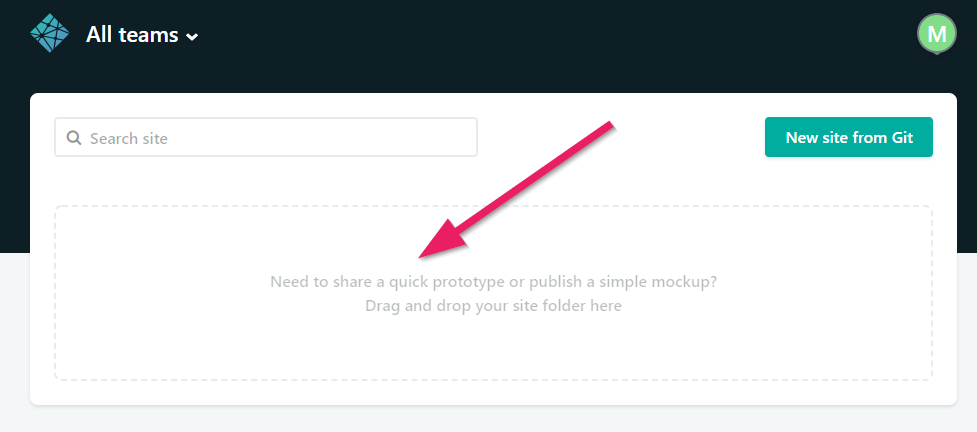 All teams
M
Search site
New site from Git
Need to share a quick prototype or publish a simple mockup?
Drag and drop your site folder here